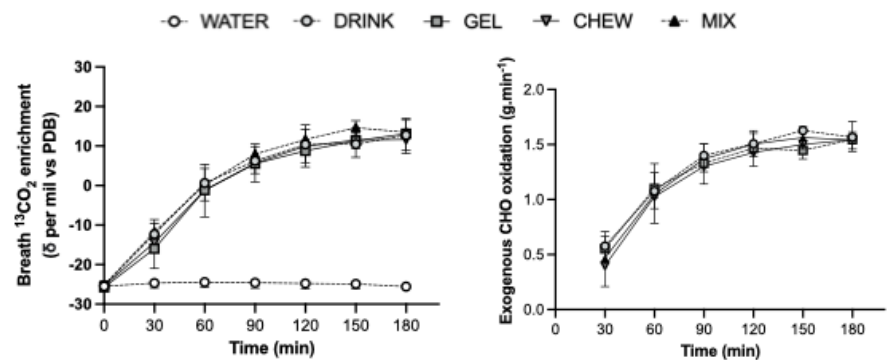 WATER DRINK GEL CHEW MIX
Breath ¹³CO₂ enrichment
(δ per mil vs PDB)
30
20
10
0
-10
-20
-30
0 30 60 90 120 150 180
Time (min)
Exogenous CHO oxidation (g.min⁻¹)
2.0
1.5
1.0
0.5
0.0
0 30 60 90 120 150 180
Time (min)